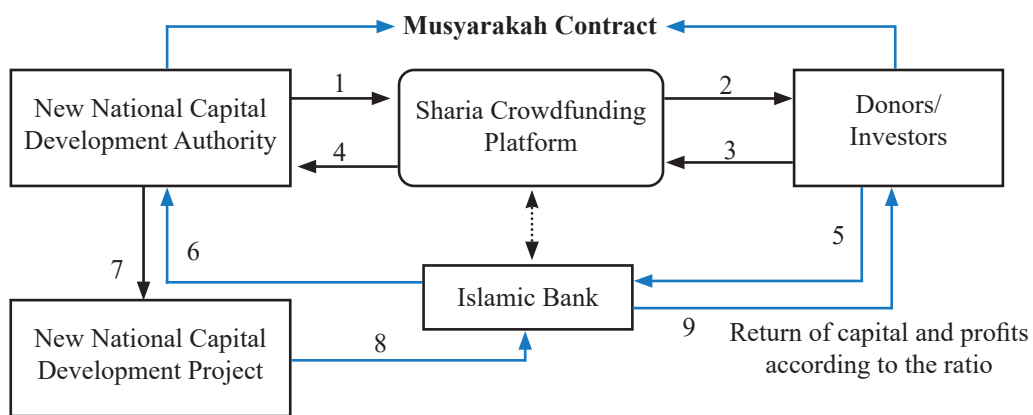 Musyarakah Contract
New National Capital
Development Authority
1
4
Sharia Crowdfunding
Platform
2
3
Donors/
Investors
5
6
7
Islamic Bank
9
Return of capital and profits
according to the ratio
New National Capital
Development Project
8